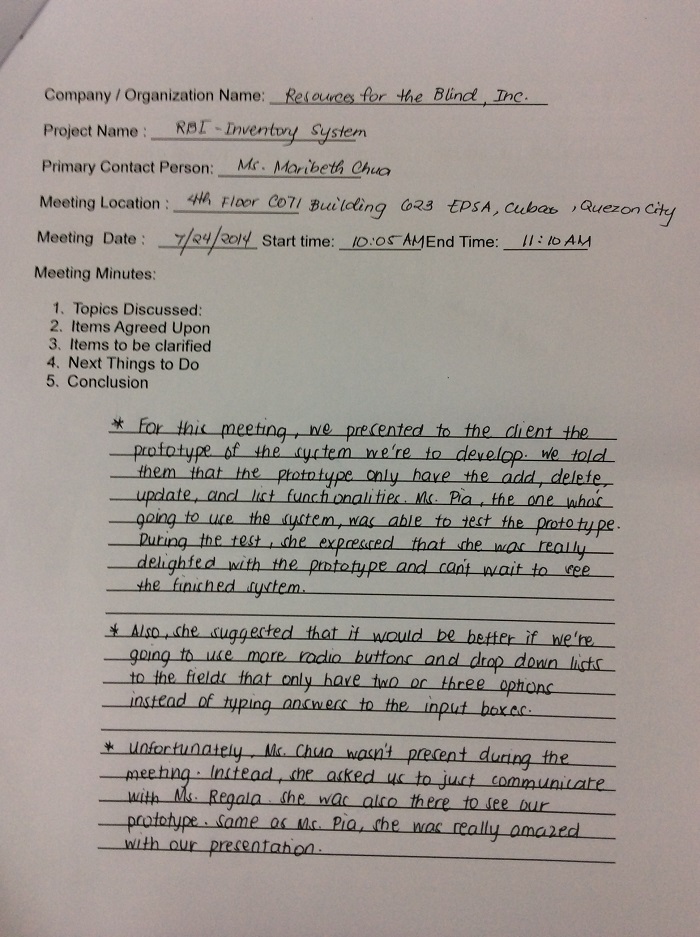 Company / Organization Name: Resources for the Blind, Inc.
Project Name : RBI - Inventory System
Primary Contact Person: Ms. Maribeth Chua
Meeting Location : 4th Floor COTI Building 623 EDSA, Cubao , Quezon City
Meeting Date : 7/24/2014 Start time: 10:05 AM End Time: 11:10 AM
Meeting Minutes:
1. Topics Discussed:
2. Items Agreed Upon
3. Items to be clarified
4. Next Things to Do
5. Conclusion
* For this meeting, we presented to the client the
prototype of the system we're to develop. We told
them that the prototype only have the add, delete,
update, and list functionalities. Ms. Pia, the one who's
going to use the system, was able to test the prototype.
During the test, she expressed that she was really
delighted with the prototype and can't wait to see
the finished system.
* Also, she suggested that it would be better if we're
going to use more radio buttons and drop down lists
to the fields that only have two or three options
instead of typing answers to the input boxes.
* Unfortunately, Ms. Chua wasn't present during the
meeting. Instead, she asked us to just communicate
with Ms. Regala. She was also there to see our
prototype. Same as Ms. Pia, she was really amazed
with our presentation.